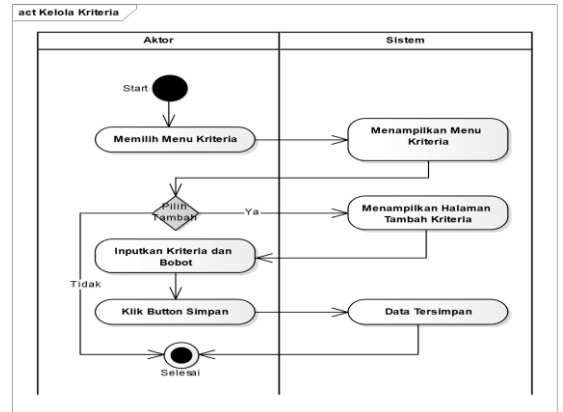 act Kelola Kriteria
Aktor
Sistem
Start
Memilih Menu Kriteria
Menampilkan Menu
Kriteria
Pilih
Tambah
Ya
Menampilkan Halaman
Tambah Kriteria
Inputkan Kriteria dan
Bobot
Tidak
Klik Button Simpan
Data Tersimpan
Selesai